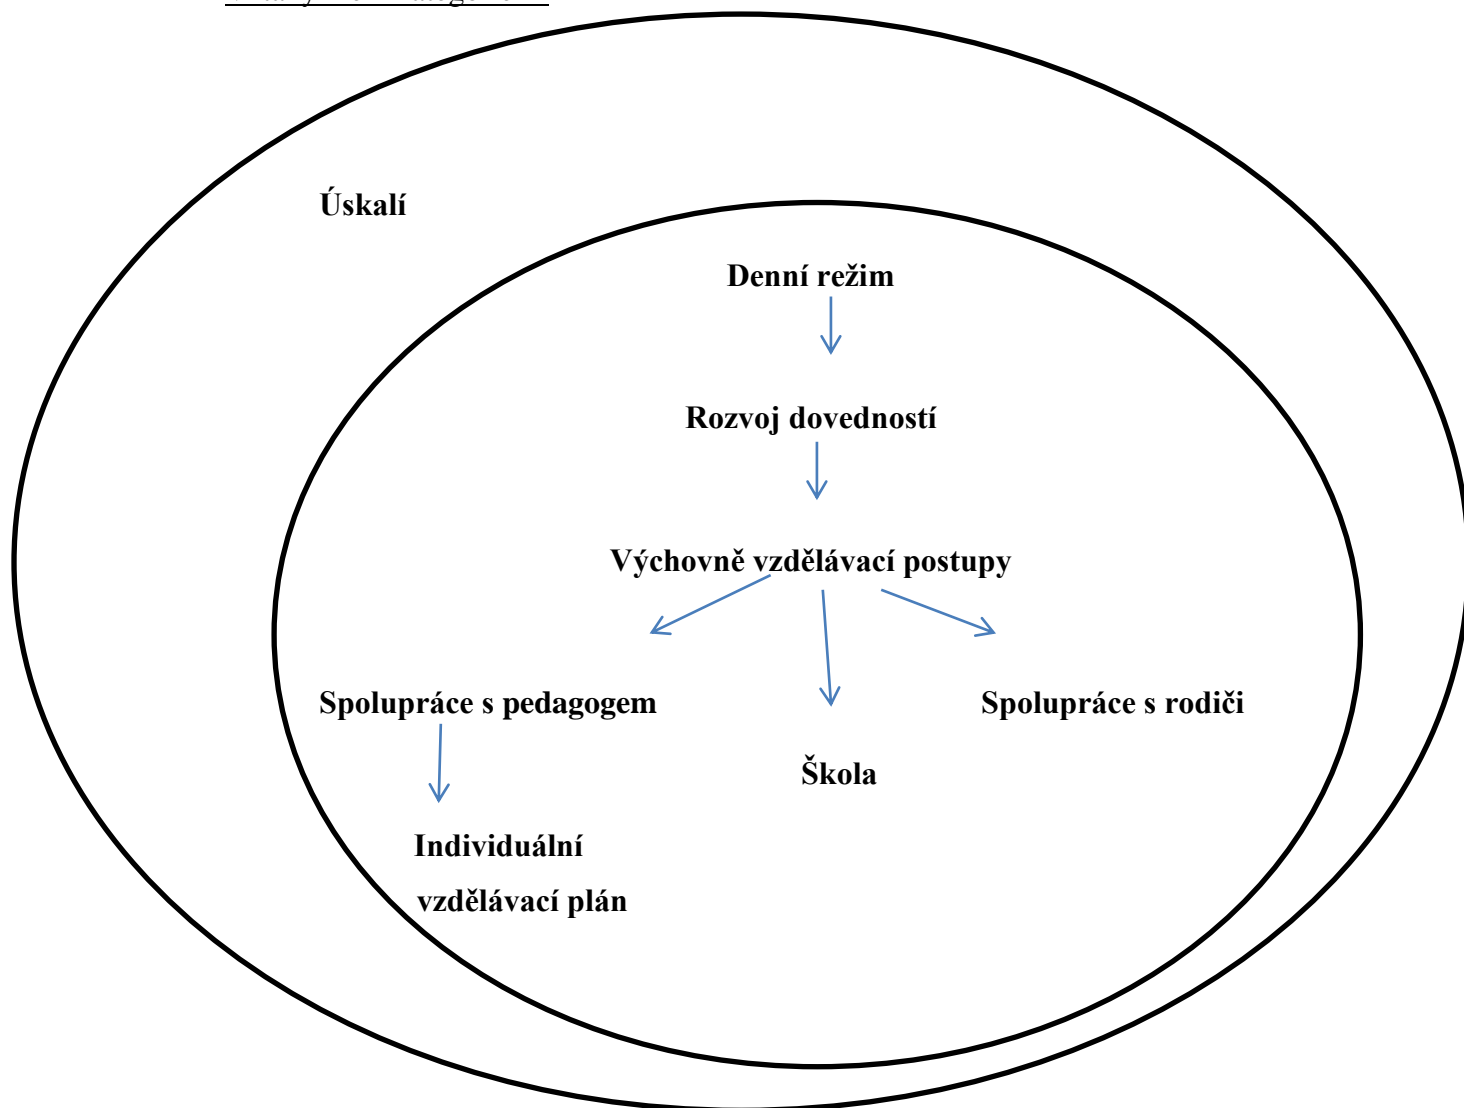 Úskalí
Denní režim
Rozvoj dovedností
Výchovně vzdělávací postupy
Spolupráce s pedagogem
Spolupráce s rodiči
Škola
Individuální
vzdělávací plán